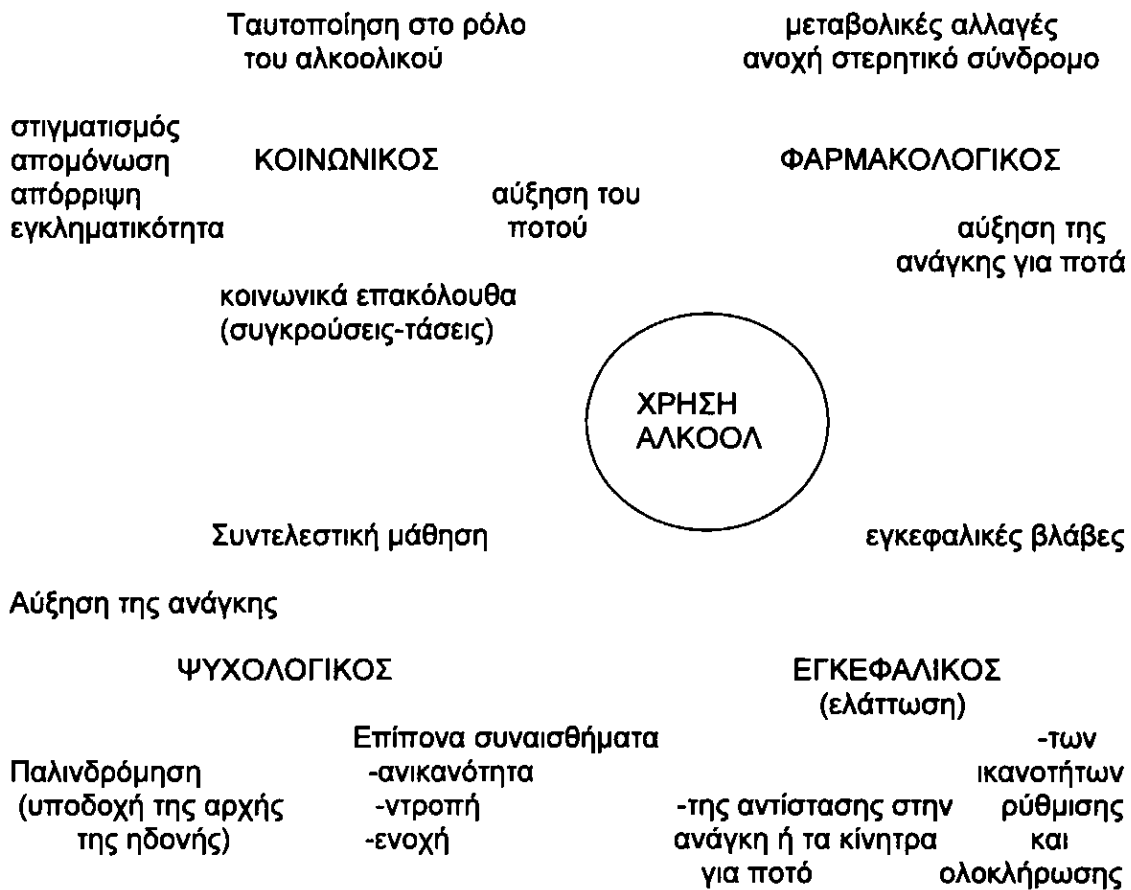 Ταυτοποίηση στο ρόλο
του αλκοολικού
μεταβολικές αλλαγές
ανοχή στερητικό σύνδρομο
στιγματισμός
απομόνωση
απόρριψη
εγκληματικότητα
ΚΟΙΝΩΝΙΚΟΣ
αύξηση του
ποτού
ΦΑΡΜΑΚΟΛΟΓΙΚΟΣ
αύξηση της
ανάγκης για ποτά
κοινωνικά επακόλουθα
(συγκρούσεις-τάσεις)
ΧΡΗΣΗ
ΑΛΚΟΟΛ
Συντελεστική μάθηση
εγκεφαλικές βλάβες
Αύξηση της ανάγκης
ΨΥΧΟΛΟΓΙΚΟΣ
ΕΓΚΕΦΑΛΙΚΟΣ
(ελάττωση)
Παλινδρόμηση
(υποδοχή της αρχής
της ηδονής)
Επίπονα συναισθήματα
-ανικανότητα
-ντροπή
-ενοχή
-της αντίστασης στην
ανάγκη ή τα κίνητρα
για ποτό
-των
ικανοτήτων
ρύθμισης
και
ολοκλήρωσης